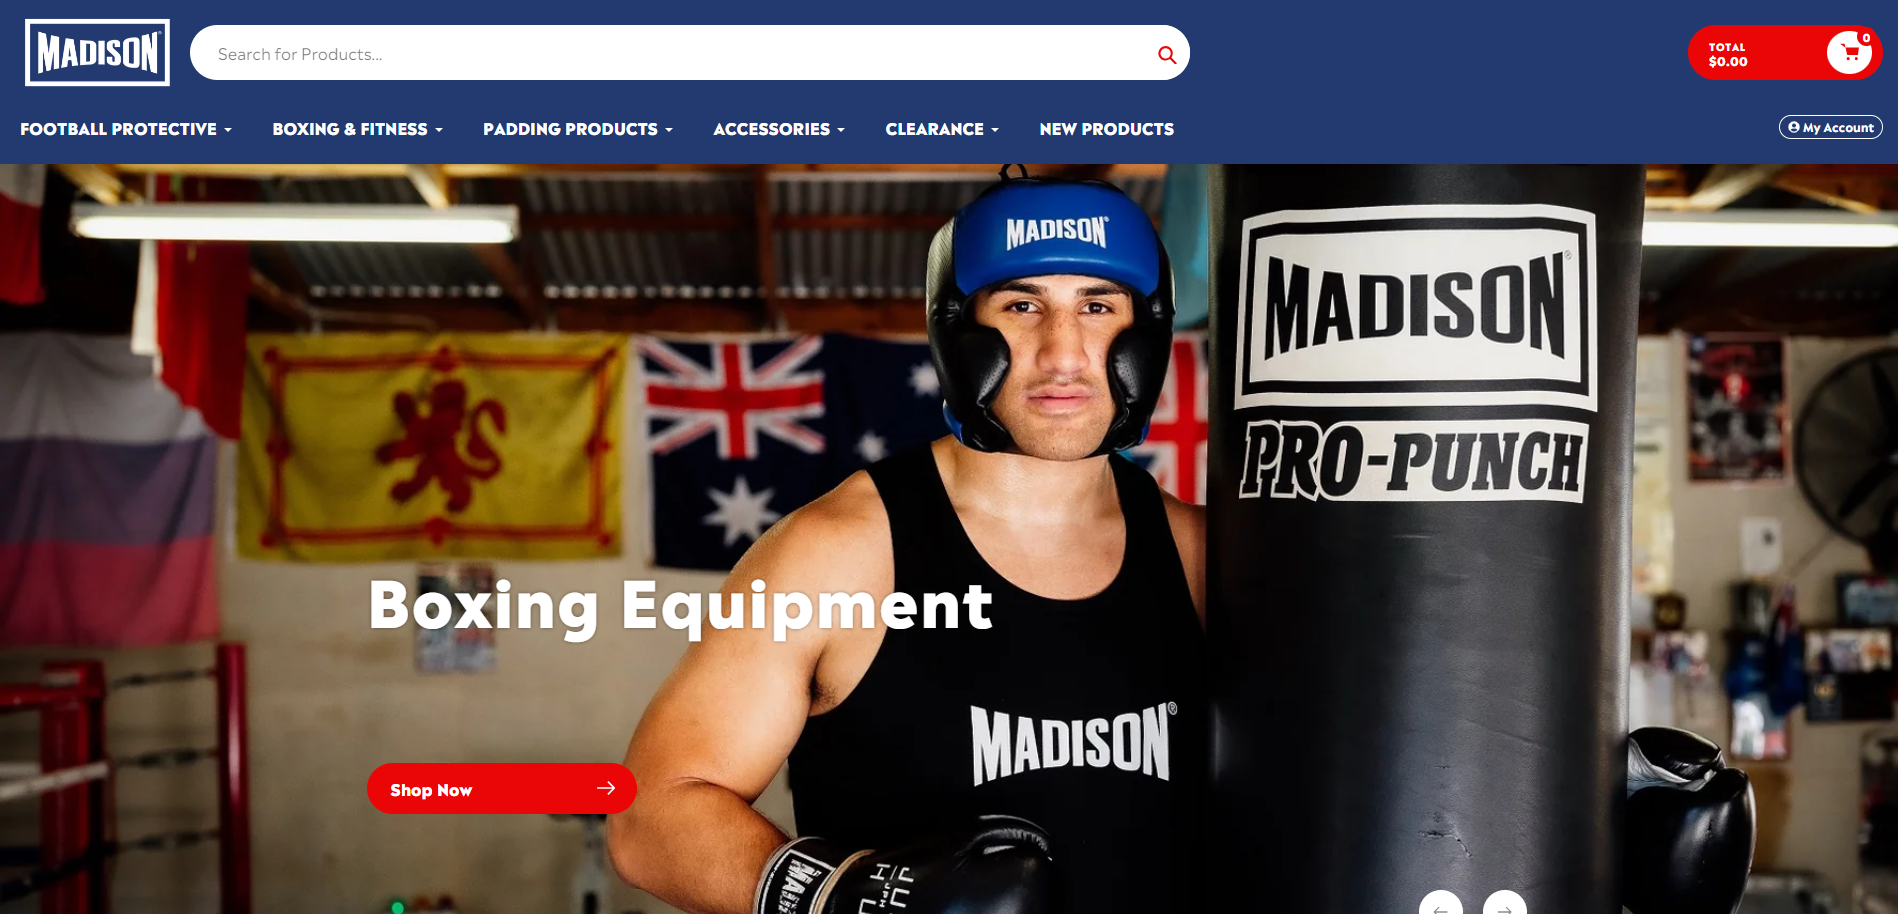 MADISON
Search for Products...
TOTAL
$0.00
0
FOOTBALL PROTECTIVE
BOXING & FITNESS
PADDING PRODUCTS
ACCESSORIES
CLEARANCE
NEW PRODUCTS
My Account
MADISON®
MADISON®
PRO-PUNCH
Boxing Equipment
MADISON®
Shop Now